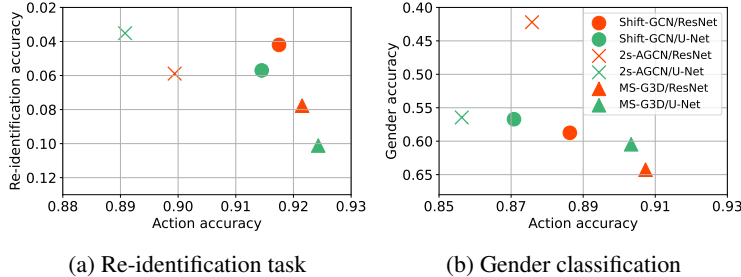 0.02
0.04
0.06
0.08
0.10
0.12
Re-identification accuracy
0.88 0.89 0.90 0.91 0.92 0.93
Action accuracy
(a) Re-identification task
0.40
0.45
0.50
0.55
0.60
0.65
Gender accuracy
Shift-GCN/ResNet
Shift-GCN/U-Net
2s-AGCN/ResNet
2s-AGCN/U-Net
MS-G3D/ResNet
MS-G3D/U-Net
0.85 0.87 0.89 0.91 0.93
Action accuracy
(b) Gender classification